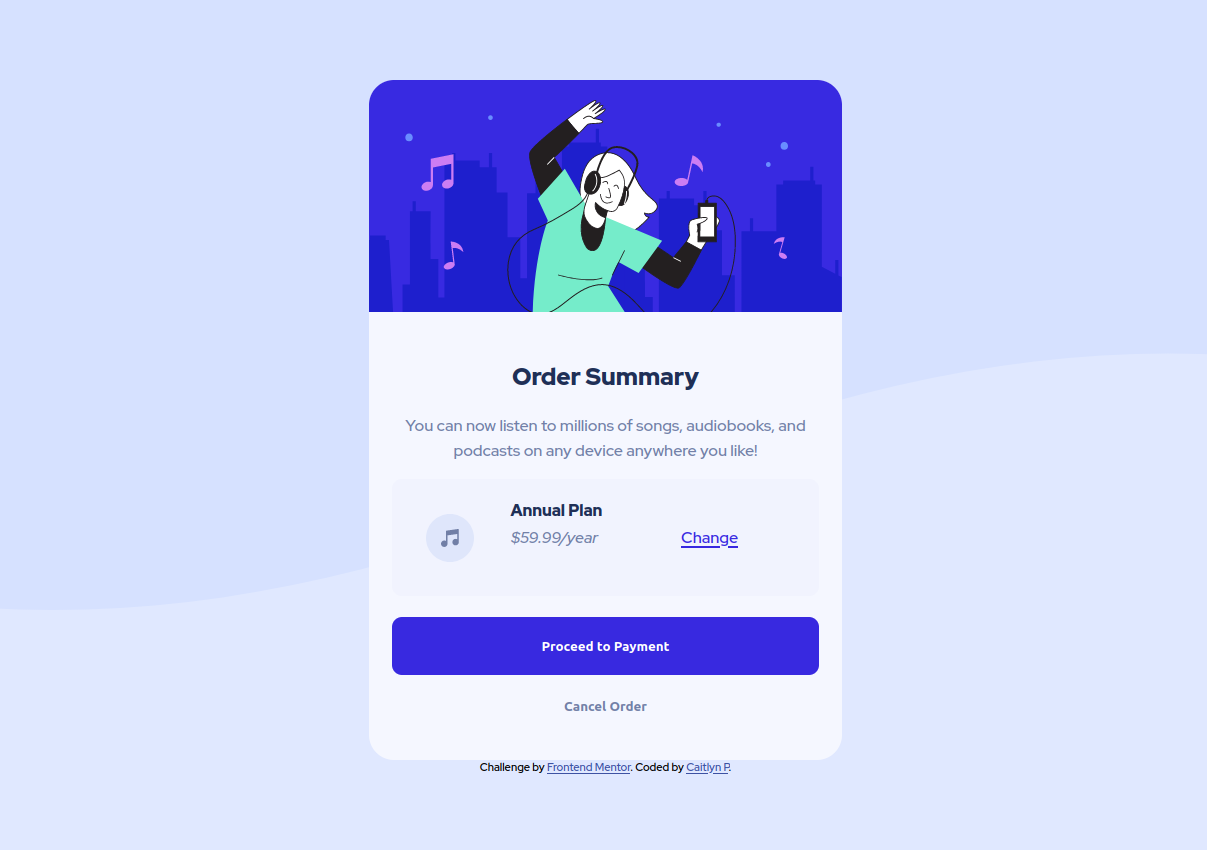 Order Summary
You can now listen to millions of songs, audiobooks, and
podcasts on any device anywhere you like!
Annual Plan
$59.99/year
Change
Proceed to Payment
Cancel Order
Challenge by Frontend Mentor. Coded by Caitlyn P.